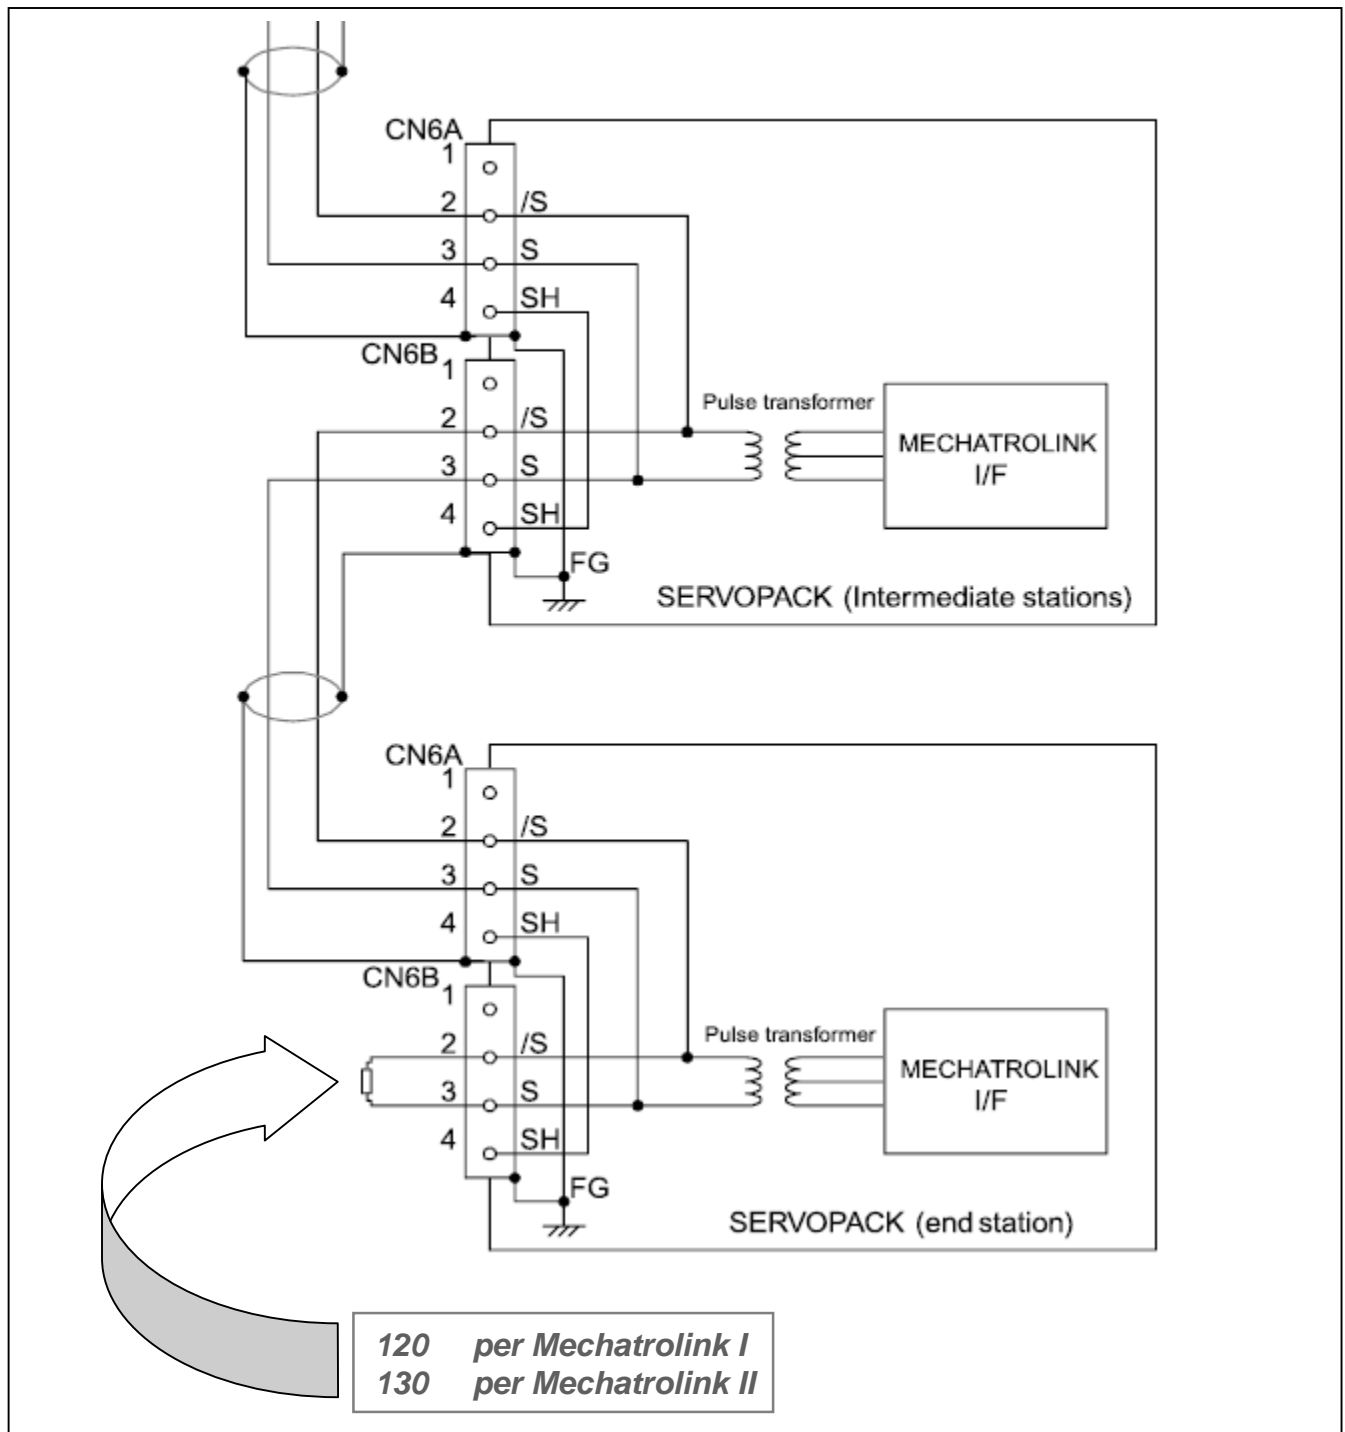 CN6A
1
2 /S
3 S
4 SH
CN6B
1
2 /S
3 S
4 SH
FG
Pulse transformer
MECHATROLINK
I/F
SERVOPACK (Intermediate stations)
CN6A
1
2 /S
3 S
4 SH
CN6B
1
2 /S
3 S
4 SH
FG
Pulse transformer
MECHATROLINK
I/F
SERVOPACK (end station)
120 per Mechatrolink I
130 per Mechatrolink II